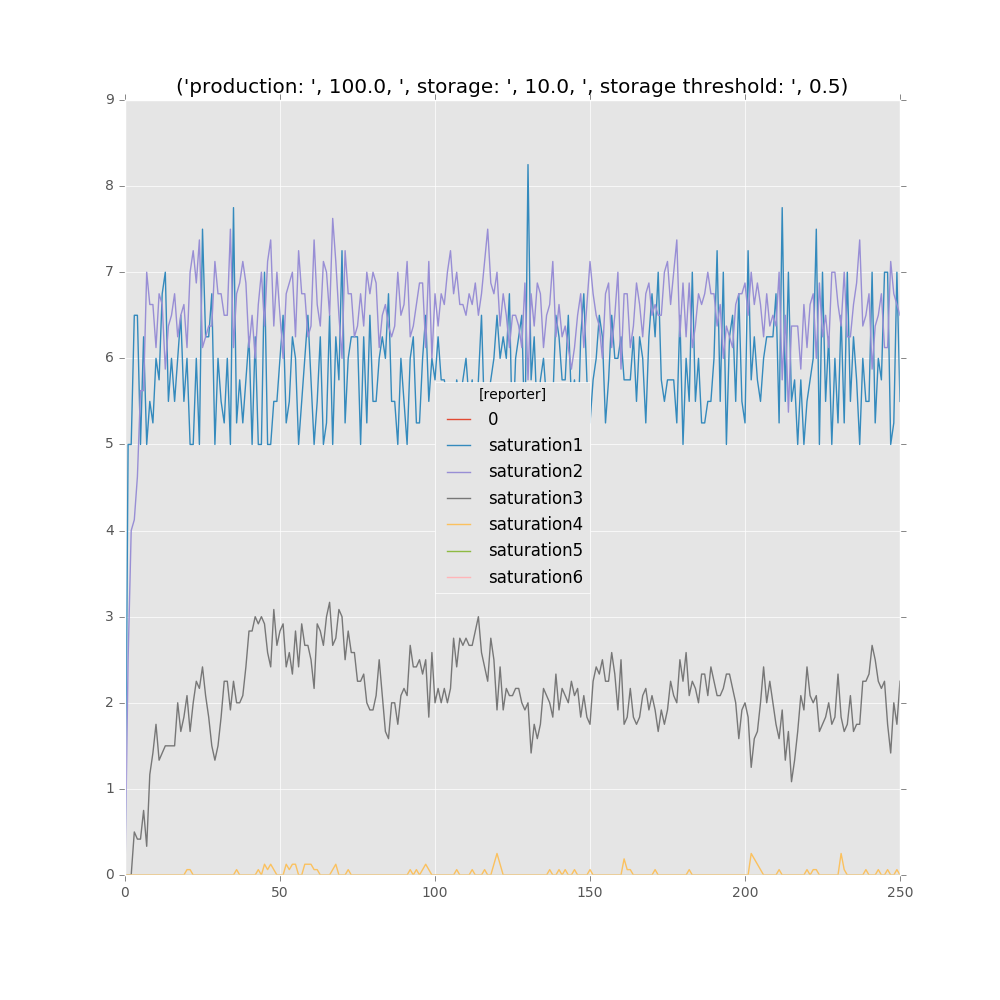 ('production: ', 100.0, ', storage: ', 10.0, ', storage threshold: ', 0.5)
9
8
7
6
5
4
3
2
1
0
[reporter]
0
saturation1
saturation2
saturation3
saturation4
saturation5
saturation6
0 50 100 150 200 250